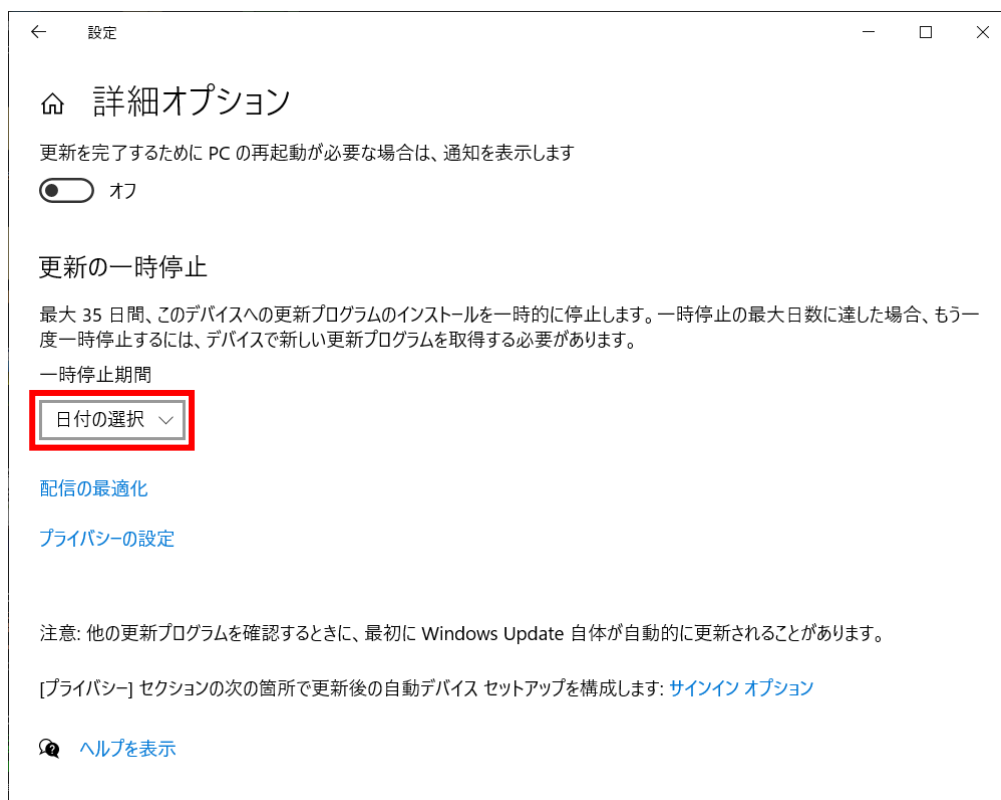 設定
詳細オプション
更新を完了するために PC の再起動が必要な場合は、通知を表示します
オフ
更新の一時停止
最大 35 日間、このデバイスへの更新プログラムのインストールを一時的に停止します。一時停止の最大日数に達した場合、もう一
度一時停止するには、デバイスで新しい更新プログラムを取得する必要があります。
一時停止期間
日付の選択
配信の最適化
プライバシーの設定
注意: 他の更新プログラムを確認するときに、最初に Windows Update 自体が自動的に更新されることがあります。
[プライバシー] セクションの次の箇所で更新後の自動デバイス セットアップを構成します: サインイン オプション
ヘルプを表示